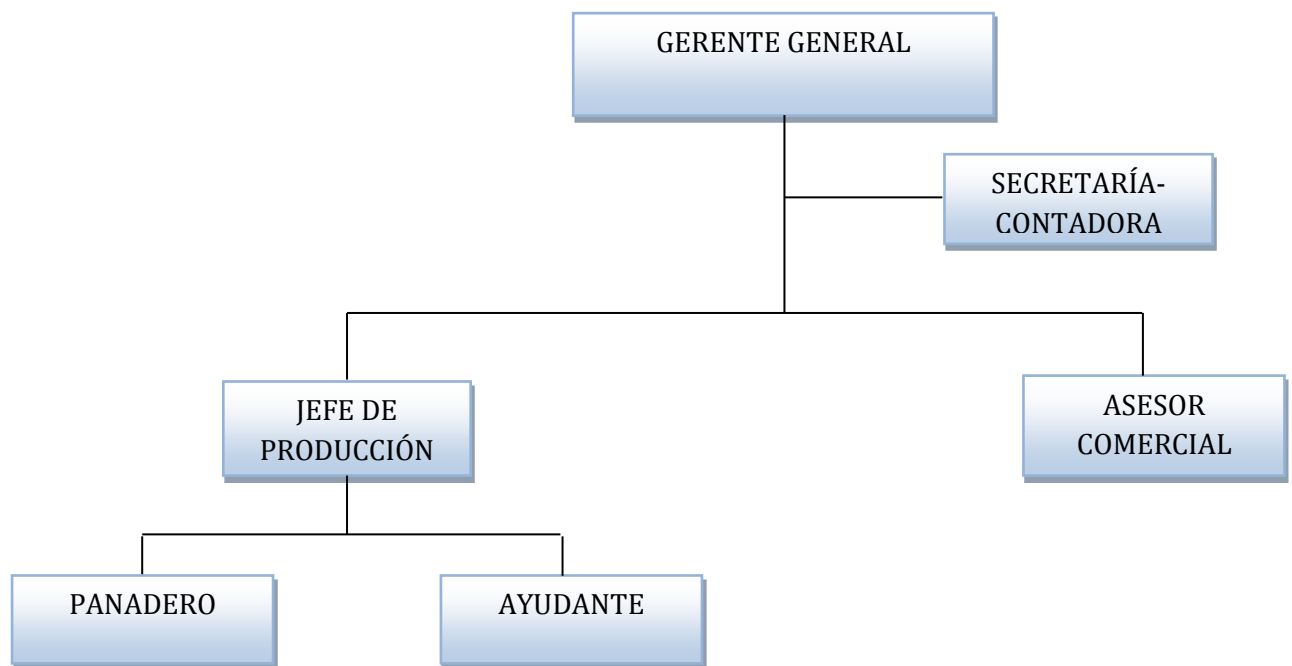 GERENTE GENERAL
SECRETARÍA-
CONTADORA
JEFE DE
PRODUCCIÓN
ASESOR
COMERCIAL
PANADERO
AYUDANTE